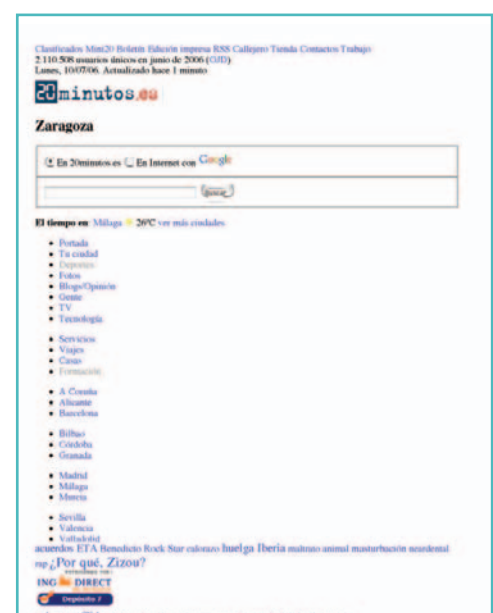 Clasificados Mini20 Boletín Edición impresa RSS Callejero Tienda Contactos Trabajo
2.110.508 usuarios únicos en junio de 2006 (OJD)
Lunes, 10/07/06. Actualizado hace 1 minuto
20minutos.es
Zaragoza
En 20minutos.es En Internet con Google
Buscar
El tiempo en: Málaga 26ºC ver más ciudades
Portada
Tu ciudad
Deportes
Fotos
Blogs/Opinión
Gente
TV
Tecnología
Servicios
Viajes
Casas
Formación
A Coruña
Alicante
Barcelona
Bilbao
Córdoba
Granada
Madrid
Málaga
Murcia
Sevilla
Valencia
Valladolid
acuerdos ETA Benedicto Rock Star calorazo huelga Iberia maltrato animal masturbación neardental
rap ¿Por qué, Zizou?
ING DIRECT